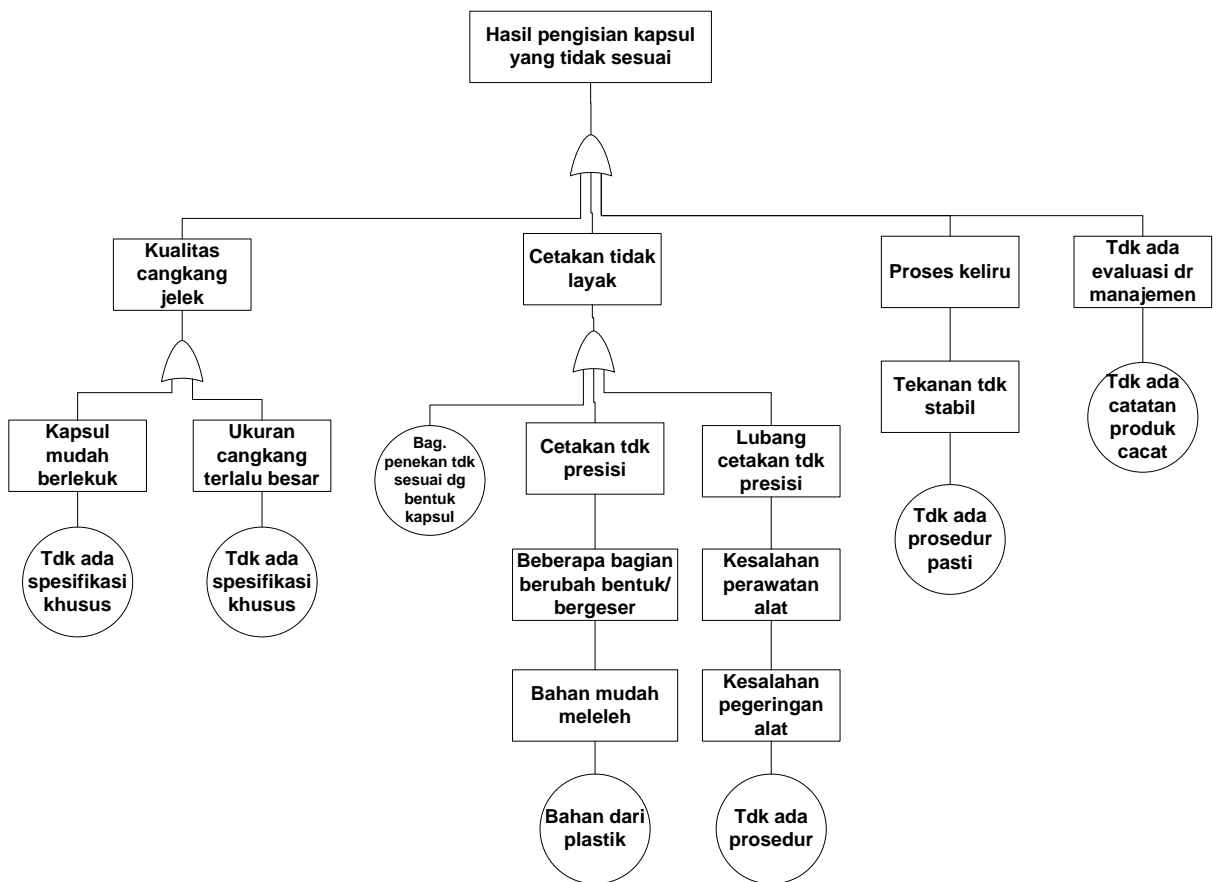 Hasil pengisian kapsul
yang tidak sesuai
Kualitas
cangkang
jelek
Cetakan tidak
layak
Proses keliru
Tdk ada
evaluasi dr
manajemen
Kapsul
mudah
berlekuk
Ukuran
cangkang
terlalu besar
Bag.
penekan tdk
sesuai dg
bentuk
kapsul
Cetakan tdk
presisi
Lubang
cetakan tdk
presisi
Tekanan tdk
stabil
Tdk ada
catatan
produk
cacat
Tdk ada
spesifikasi
khusus
Tdk ada
spesifikasi
khusus
Beberapa bagian
berubah bentuk/
bergeser
Kesalahan
perawatan
alat
Tdk ada
prosedur
pasti
Bahan mudah
meleleh
Kesalahan
pegeringan
alat
Bahan dari
plastik
Tdk ada
prosedur